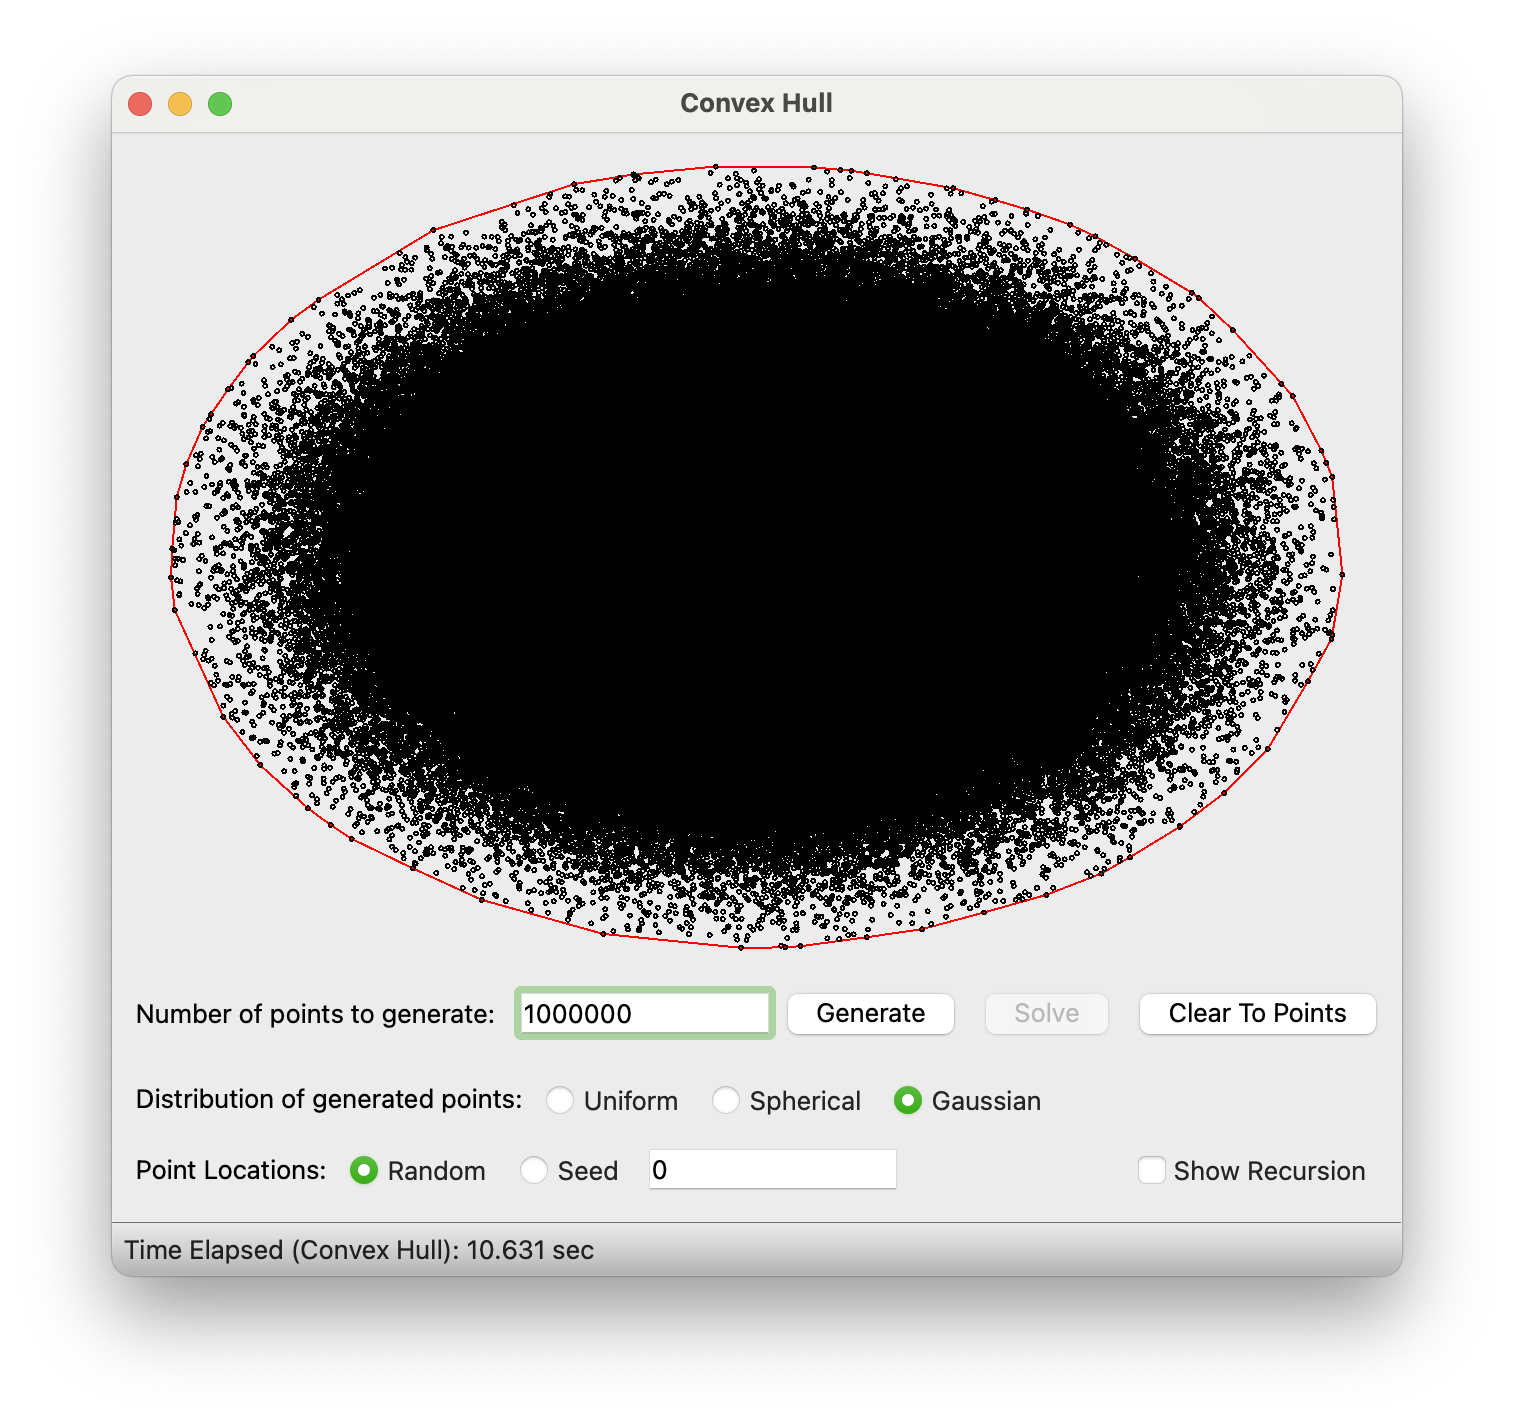 Convex Hull
Number of points to generate: 1000000 Generate Solve Clear To Points
Distribution of generated points: Uniform Spherical Gaussian
Point Locations: Random Seed 0 Show Recursion
Time Elapsed (Convex Hull): 10.631 sec